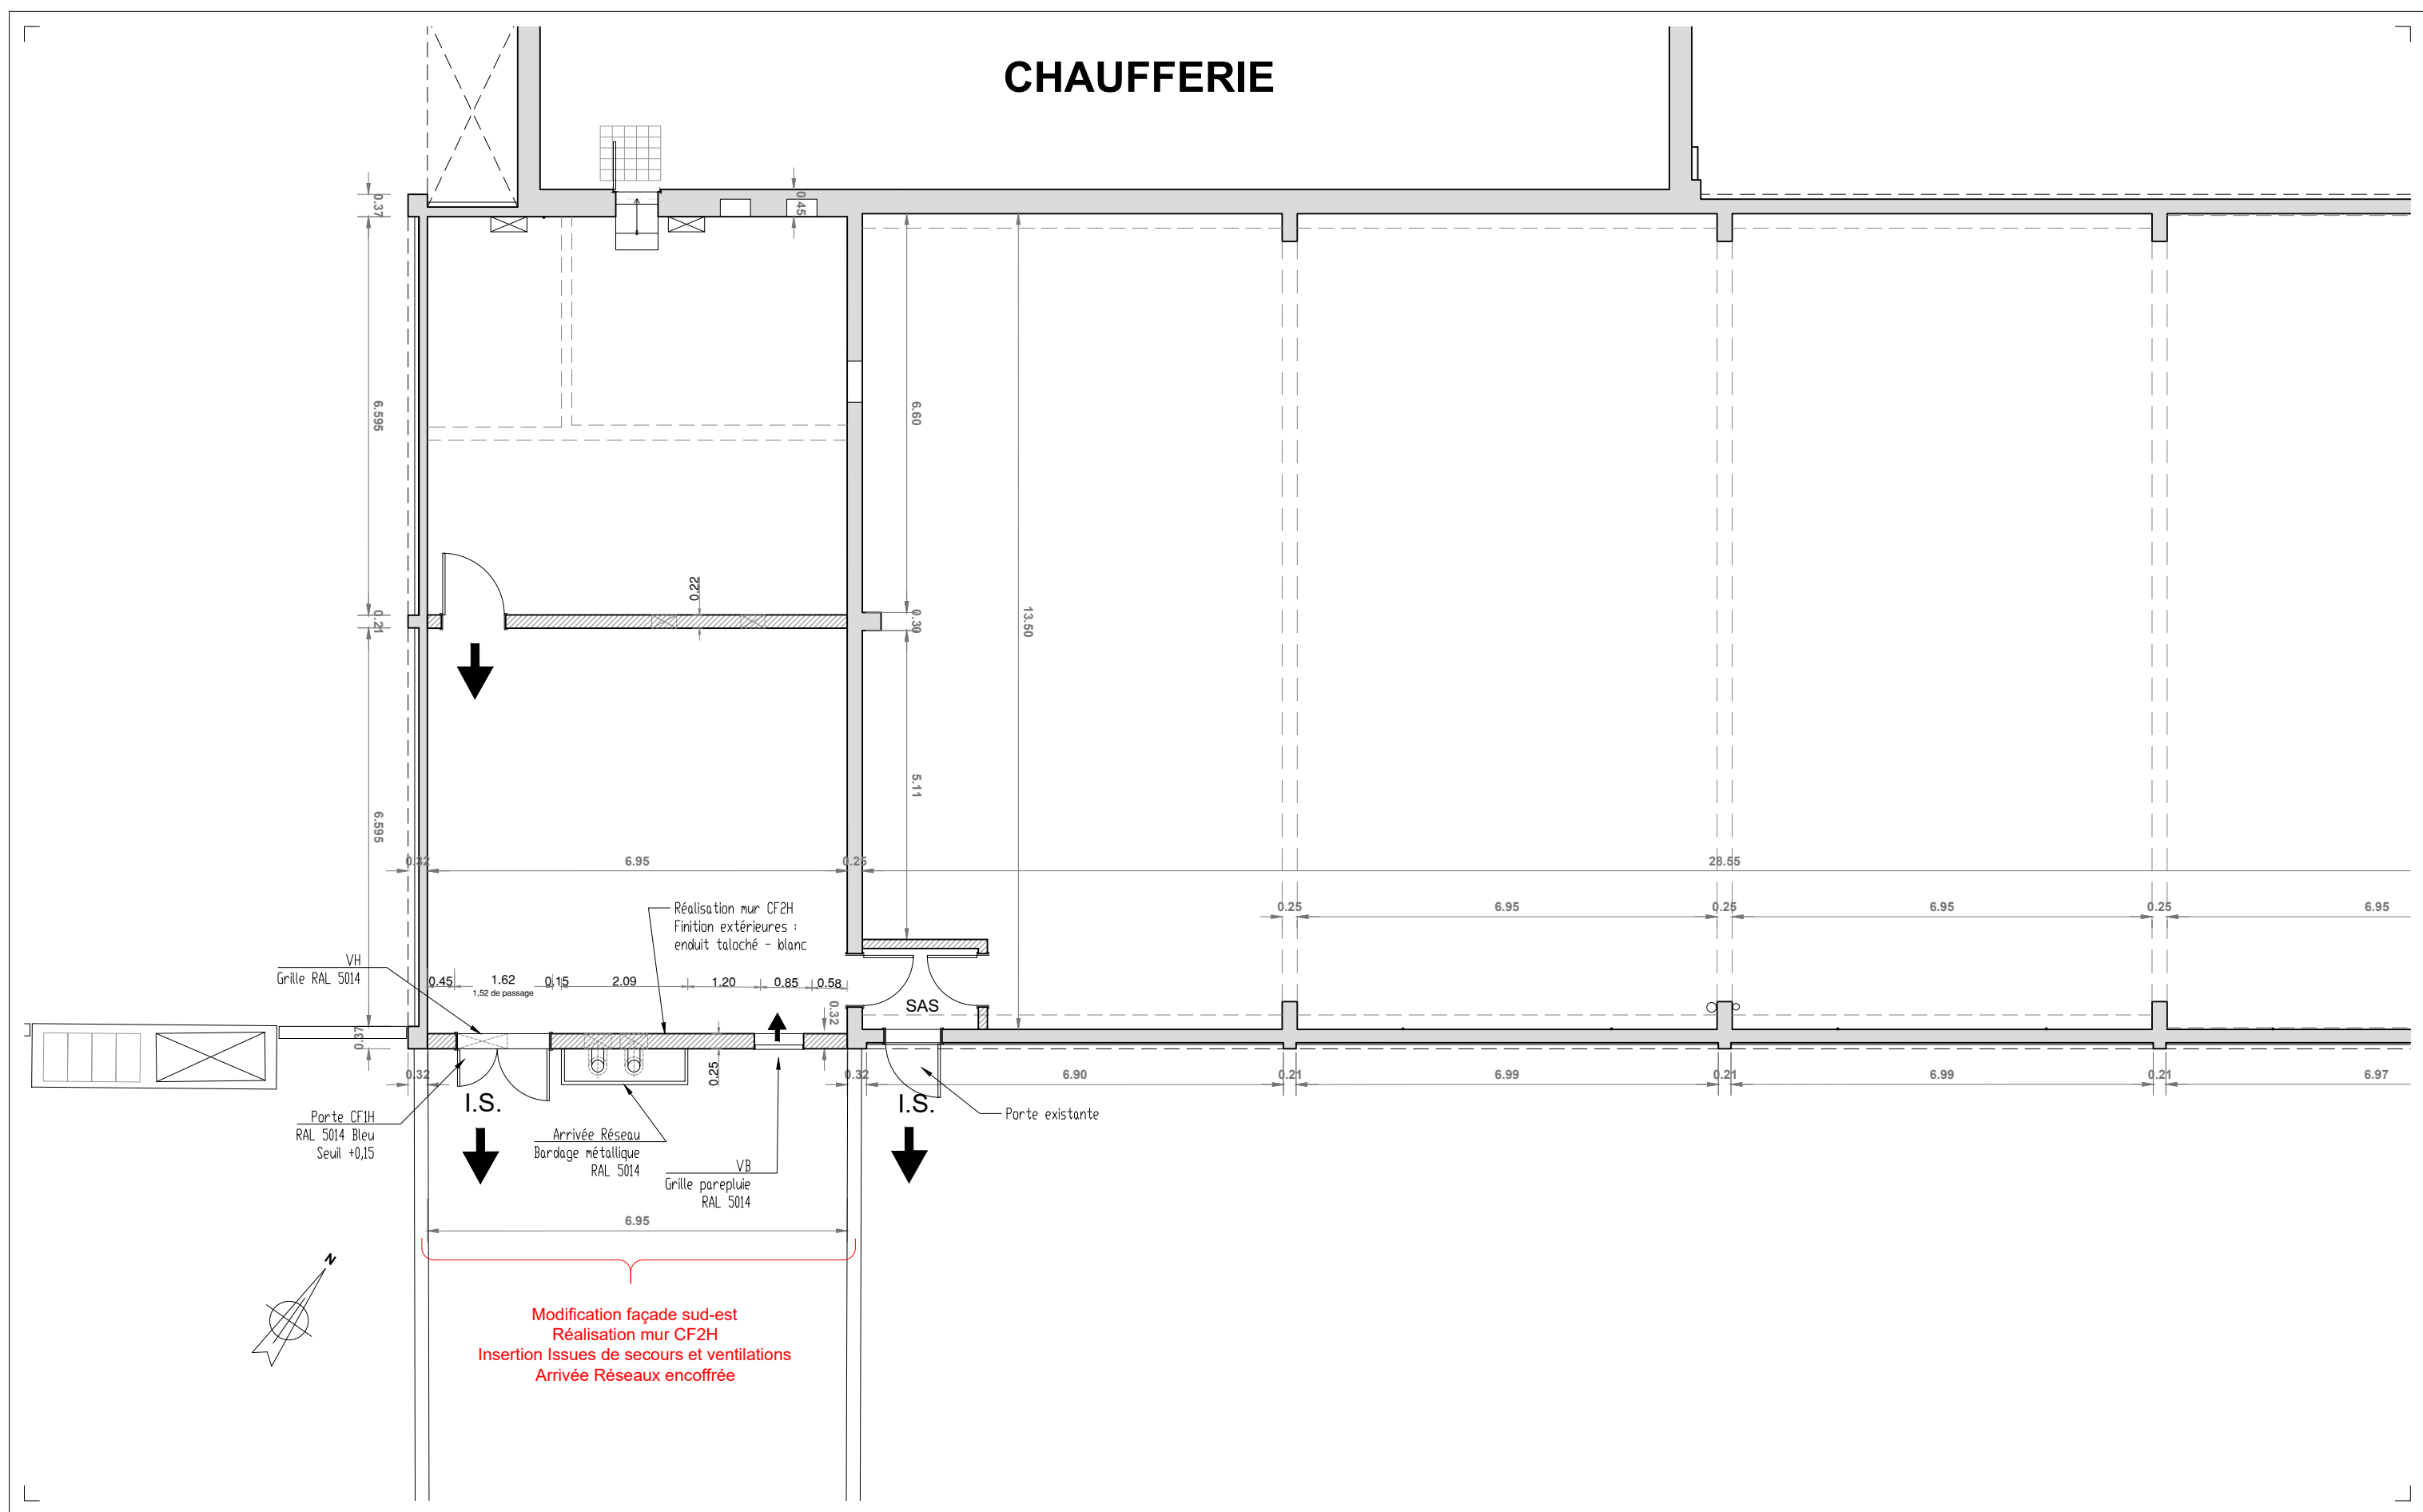 CHAUFFERIE
0.37
0.45
6.595
6.60
0.22
0.21
0.30
13.50
5.11
6.595
0.32
6.95
0.25
28.55
0.25
6.95
0.25
6.95
0.25
6.95
Réalisation mur CF2H
Finition extérieures :
enduit taloché - blanc
VH
Grille RAL 5014
0.45
1.62
0.15
2.09
1.20
0.85
0.58
1,52 de passage
SAS
0.32
0.37
0.25
0.32
0.32
6.90
0.21
6.99
0.21
6.99
0.21
6.97
I.S.
I.S.
Porte existante
Porte CF1H
RAL 5014 Bleu
Seuil +0,15
Arrivée Réseau
Bardage métallique
RAL 5014
VB
Grille parepluie
RAL 5014
6.95
N
Modification façade sud-est
Réalisation mur CF2H
Insertion Issues de secours et ventilations
Arrivée Réseaux encoffrée